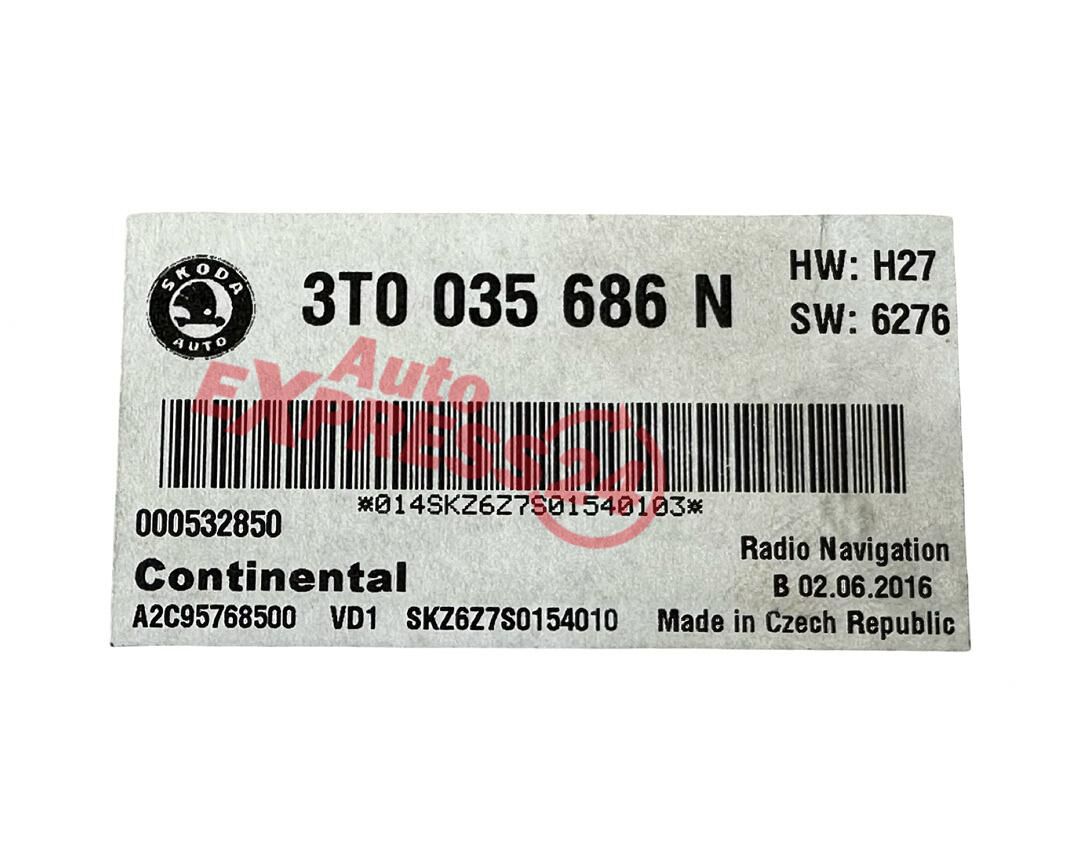 SKODA
AUTO
3T0 035 686 N
HW: H27
SW: 6276
Auto
EXPRESS24
*014SKZ6Z7S01540103*
000532850
Continental
A2C95768500 VD1 SKZ6Z7S0154010
Radio Navigation
B 02.06.2016
Made in Czech Republic